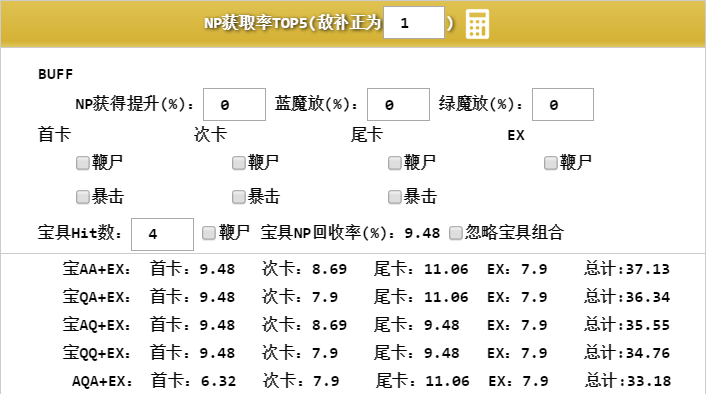 NP获取率TOP5(敌补正为 1 )
BUFF
NP获得提升(%): 0 蓝魔放(%): 0 绿魔放(%): 0
首卡 次卡 尾卡 EX
鞭尸 鞭尸 鞭尸 鞭尸
暴击 暴击 暴击
宝具Hit数: 4 鞭尸 宝具NP回收率(%): 9.48 忽略宝具组合
宝AA+EX: 首卡:9.48 次卡:8.69 尾卡:11.06 EX:7.9 总计:37.13
宝QA+EX: 首卡:9.48 次卡:7.9 尾卡:11.06 EX:7.9 总计:36.34
宝AQ+EX: 首卡:9.48 次卡:8.69 尾卡:9.48 EX:7.9 总计:35.55
宝QQ+EX: 首卡:9.48 次卡:7.9 尾卡:9.48 EX:7.9 总计:34.76
AQA+EX: 首卡:6.32 次卡:7.9 尾卡:11.06 EX:7.9 总计:33.18